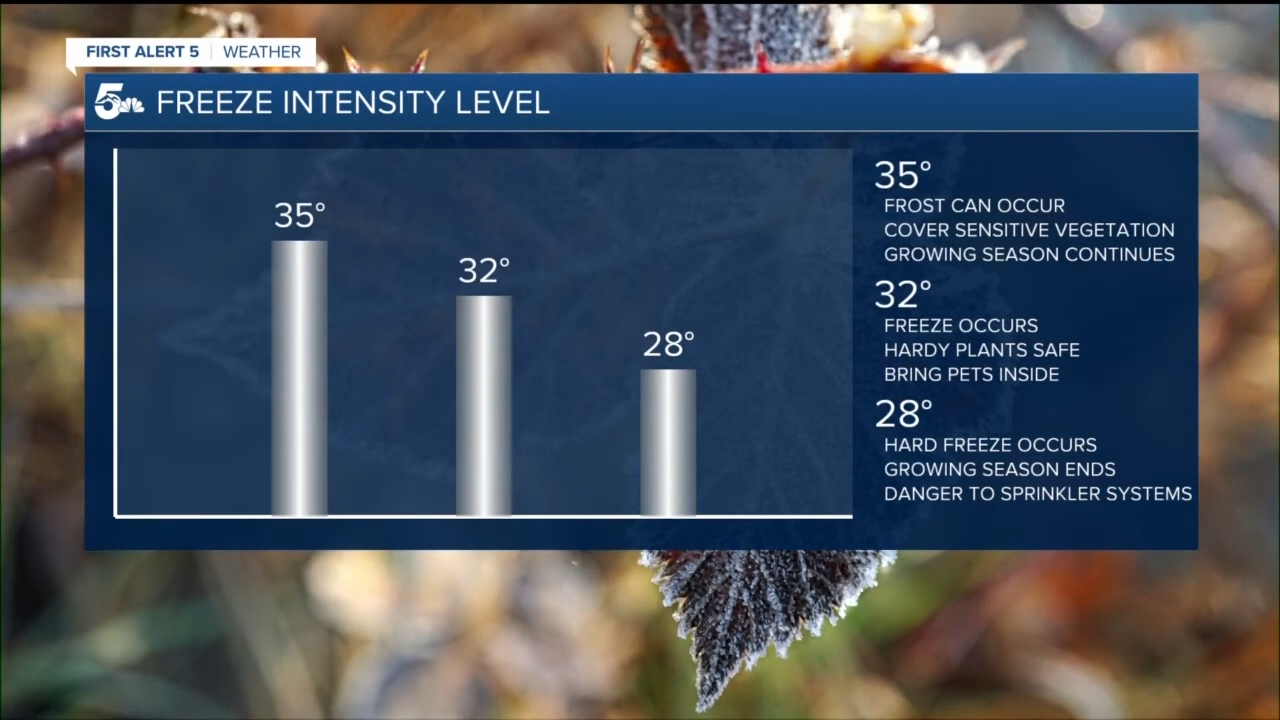 FIRST ALERT 5 | WEATHER
5 FREEZE INTENSITY LEVEL
35°
32°
28°
35°
FROST CAN OCCUR
COVER SENSITIVE VEGETATION
GROWING SEASON CONTINUES
32°
FREEZE OCCURS
HARDY PLANTS SAFE
BRING PETS INSIDE
28°
HARD FREEZE OCCURS
GROWING SEASON ENDS
DANGER TO SPRINKLER SYSTEMS